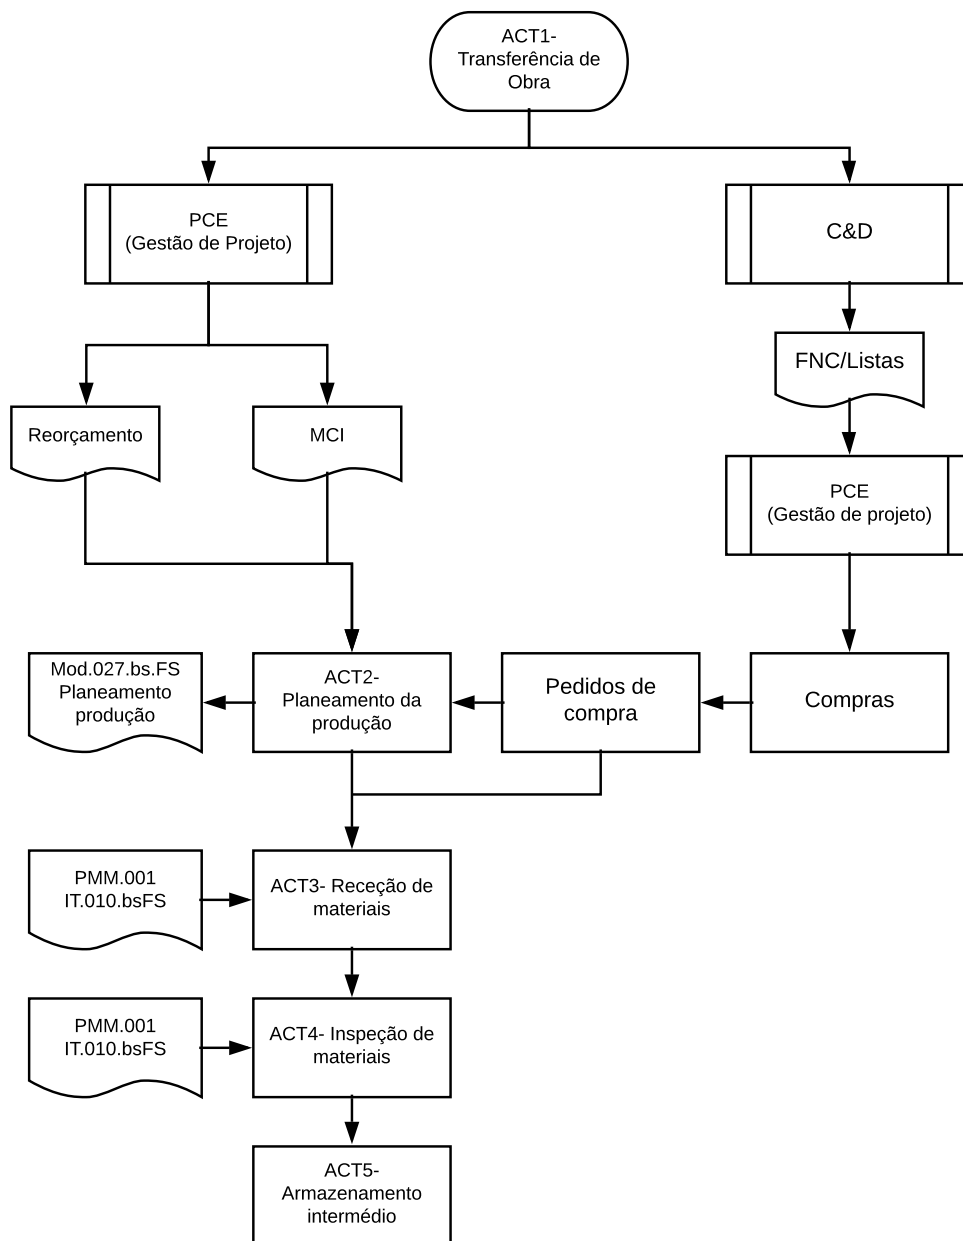 ACT1-
Transferência de
Obra
PCE
(Gestão de Projeto)
C&D
FNC/Listas
Reorçamento
MCI
PCE
(Gestão de projeto)
Mod.027.bs.FS
Planeamento
produção
ACT2-
Planeamento da
produção
Pedidos de
compra
Compras
PMM.001
IT.010.bsFS
ACT3- Receção de
materiais
PMM.001
IT.010.bsFS
ACT4- Inspeção de
materiais
ACT5-
Armazenamento
intermédio